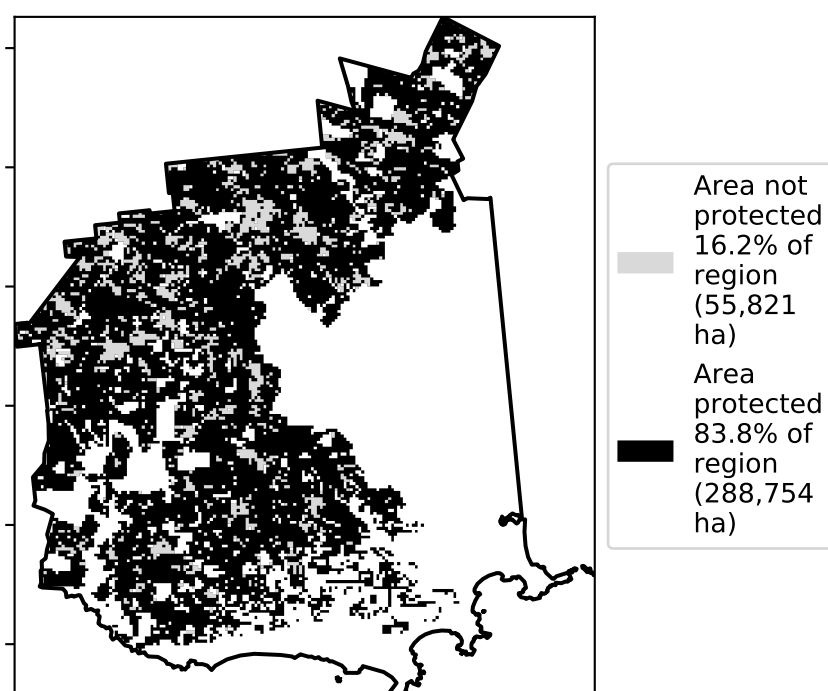 Area not
protected
16.2% of
region
(55,821
ha)
Area
protected
83.8% of
region
(288,754
ha)